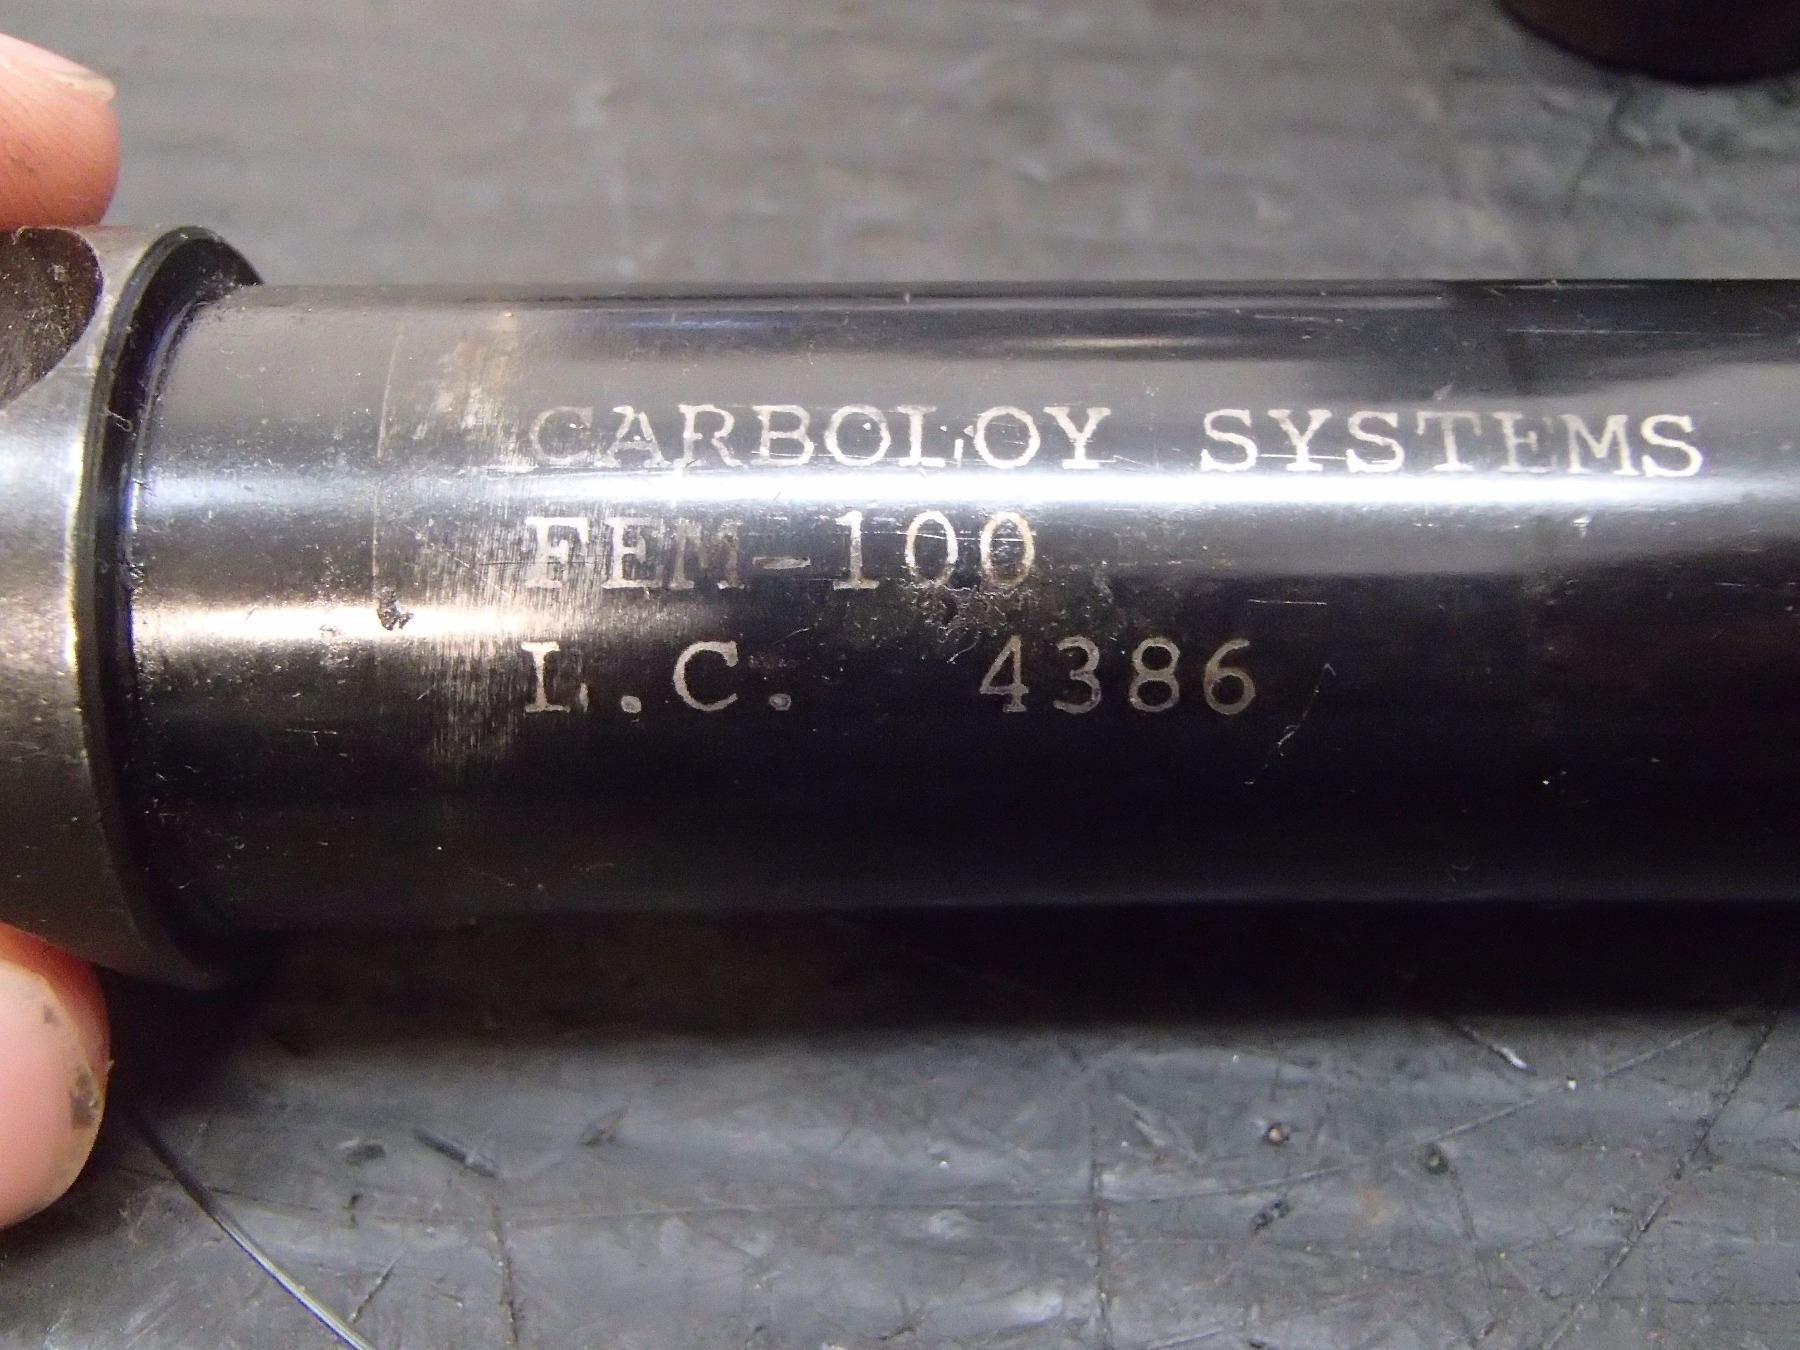 CARBOLOY SYSTEMS
FEM-100
I.C. 4386